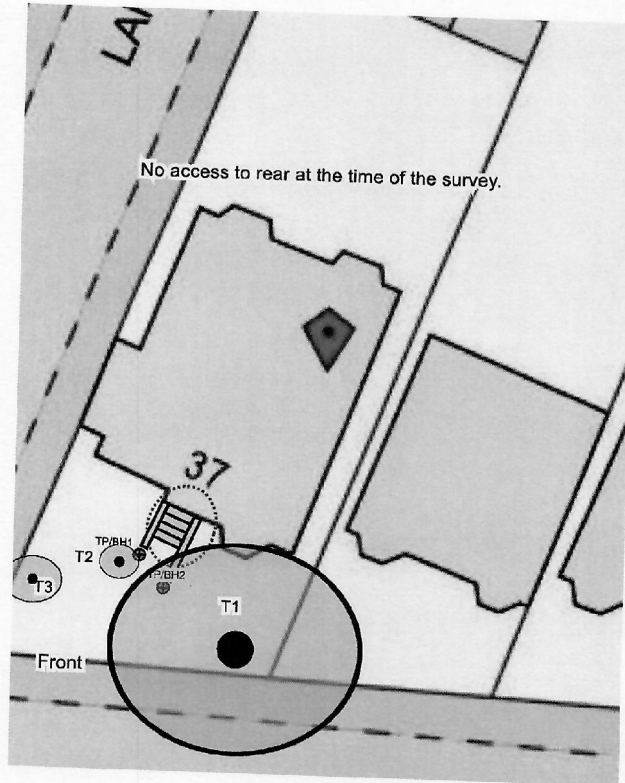 LAN
No access to rear at the time of the survey.
37
TP/BH1
T2
TP/BH2
T3
T1
Front